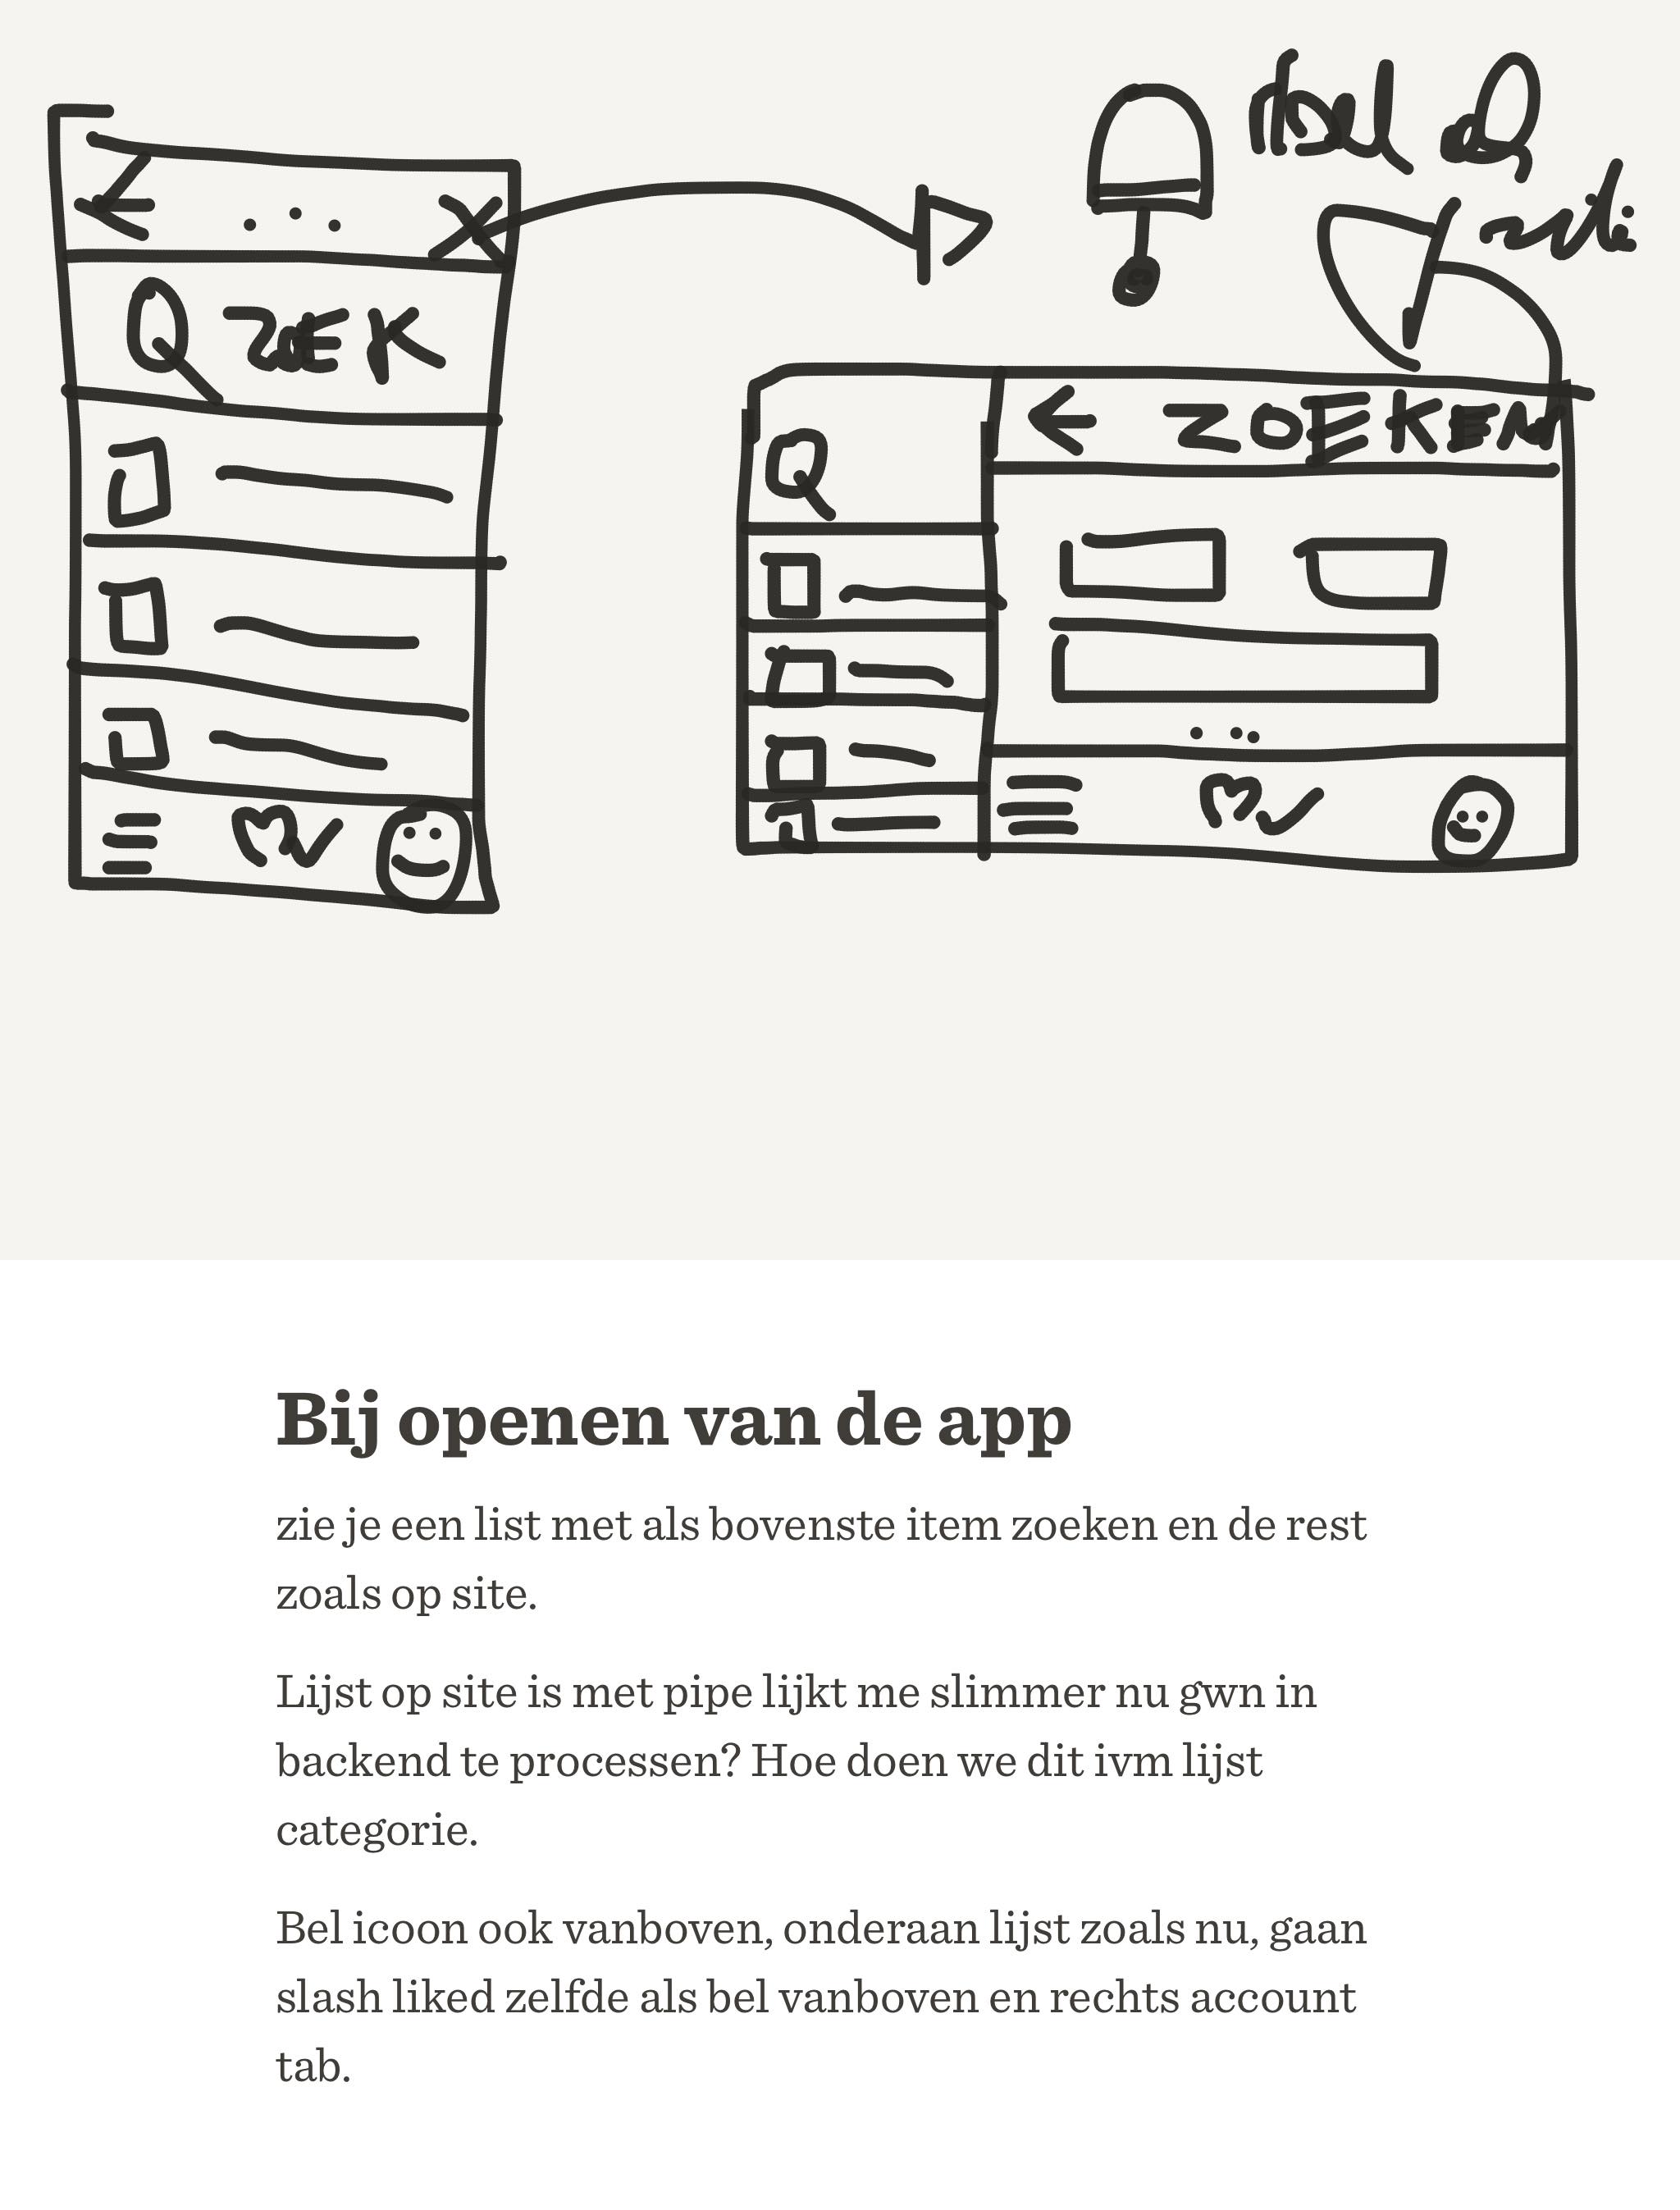 ZOEK
ZOEKEN
Bij openen van de app
zie je een list met als bovenste item zoeken en de rest
zoals op site.
Lijst op site is met pipe lijkt me slimmer nu gwn in
backend te processen? Hoe doen we dit ivm lijst
categorie.
Bel icoon ook vanboven, onderaan lijst zoals nu, gaan
slash liked zelfde als bel vanboven en rechts account
tab.